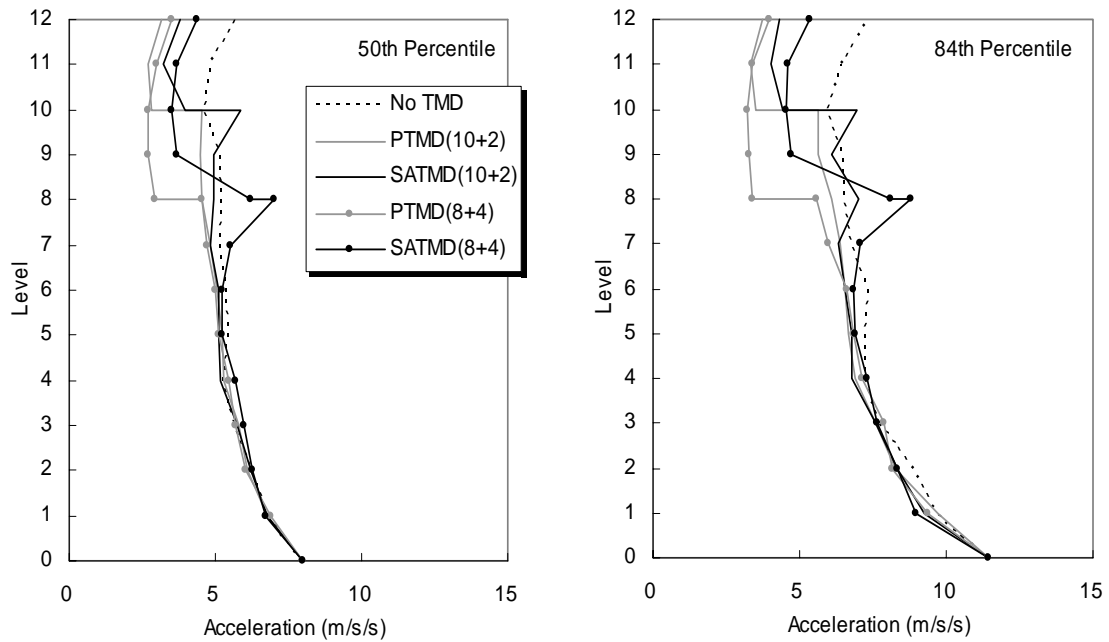 12
11
10
9
8
7
6
5
4
3
2
1
0
Level
0 5 10 15
Acceleration (m/s/s)
50th Percentile
No TMD
PTMD(10+2)
SATMD(10+2)
PTMD(8+4)
SATMD(8+4)
12
11
10
9
8
7
6
5
4
3
2
1
0
Level
0 5 10 15
Acceleration (m/s/s)
84th Percentile